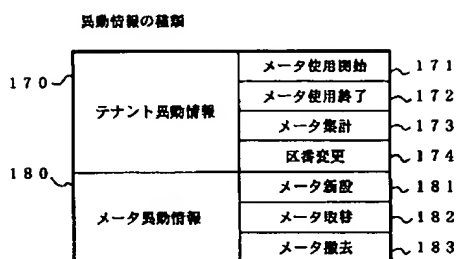 異動情報の種類
170
テナント異動情報
メータ使用開始 171
メータ使用終了 172
メータ集計 173
区番変更 174
180
メータ異動情報
メータ新設 181
メータ取替 182
メータ撤去 183